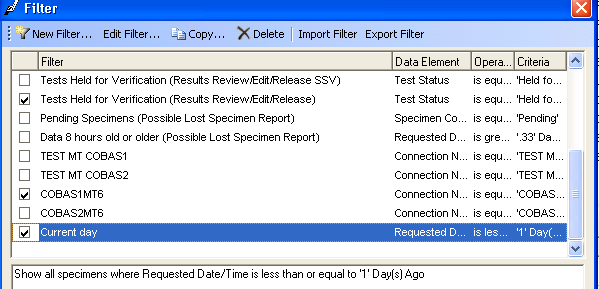 Filter
New Filter... Edit Filter... Copy... Delete Import Filter Export Filter
Filter Data Element Opera... Criteria
Tests Held for Verification (Results Review/Edit/Release SSV) Test Status is equ... 'Held fo...
Tests Held for Verification (Results Review/Edit/Release) Test Status is equ... 'Held fo...
Pending Specimens (Possible Lost Specimen Report) Specimen Co... is equ... 'Pending'
Data 8 hours old or older (Possible Lost Specimen Report) Requested D... is gre... '.33' Da...
TEST MT COBAS1 Connection N... is equ... 'TEST M...
TEST MT COBAS2 Connection N... is equ... 'TEST M...
COBAS1MT6 Connection N... is equ... 'COBAS...
COBAS2MT6 Connection N... is equ... 'COBAS...
Current day Requested D... is les... '1' Day(...
Show all specimens where Requested Date/Time is less than or equal to '1' Day(s) Ago